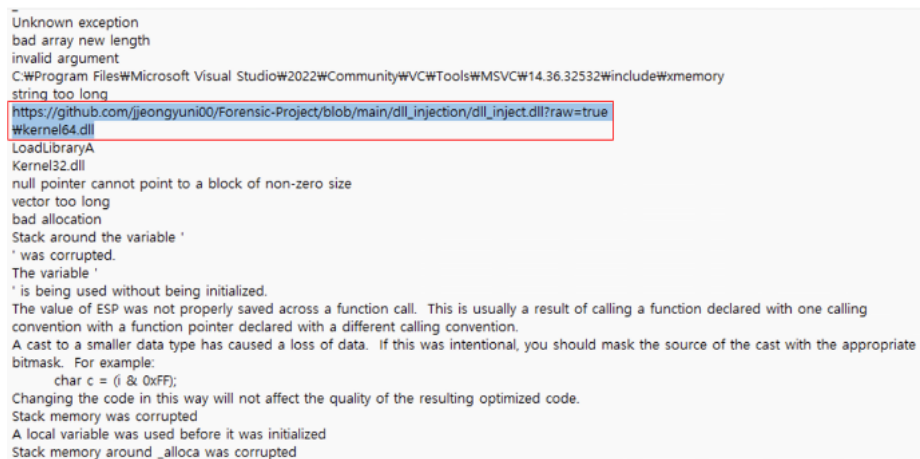 Unknown exception
bad array new length
invalid argument
C:₩Program Files₩Microsoft Visual Studio₩2022₩Community₩VC₩Tools₩MSVC₩14.36.32532₩include₩xmemory
string too long
https://github.com/jjeongyuni00/Forensic-Project/blob/main/dll_injection/dll_inject.dll?raw=true
₩kernel64.dll
LoadLibraryA
Kernel32.dll
null pointer cannot point to a block of non-zero size
vector too long
bad allocation
Stack around the variable '
' was corrupted.
The variable '
' is being used without being initialized.
The value of ESP was not properly saved across a function call.  This is usually a result of calling a function declared with one calling
convention with a function pointer declared with a different calling convention.
A cast to a smaller data type has caused a loss of data.  If this was intentional, you should mask the source of the cast with the appropriate
bitmask.  For example:
char c = (i & 0xFF);
Changing the code in this way will not affect the quality of the resulting optimized code.
Stack memory was corrupted
A local variable was used before it was initialized
Stack memory around _alloca was corrupted